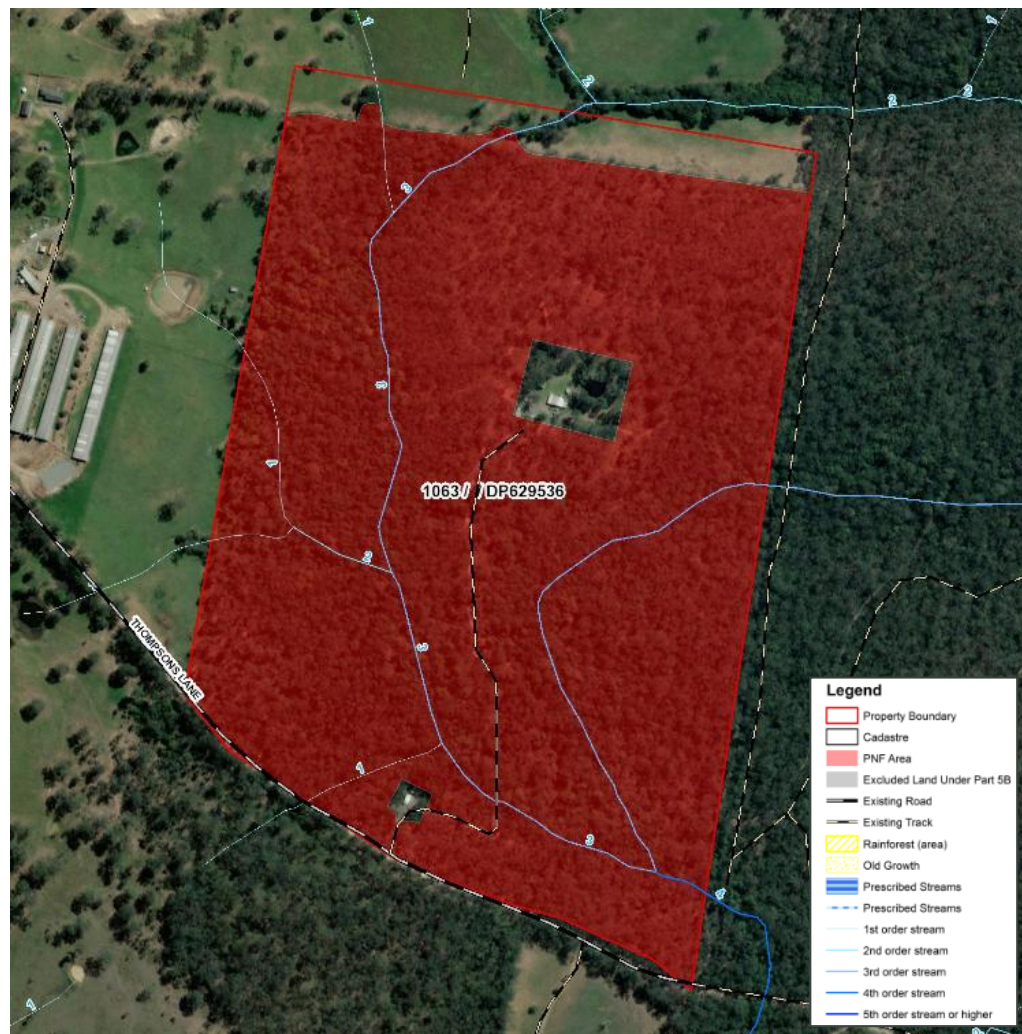 1
1
2
2
2
3
3
1063 / / DP629536
1
2
THOMPSONS LANE
3
1
3
4
1
Legend
Property Boundary
Cadastre
PNF Area
Excluded Land Under Part 5B
Existing Road
Existing Track
Rainforest (area)
Old Growth
Prescribed Streams
Prescribed Streams
1st order stream
2nd order stream
3rd order stream
4th order stream
5th order stream or higher